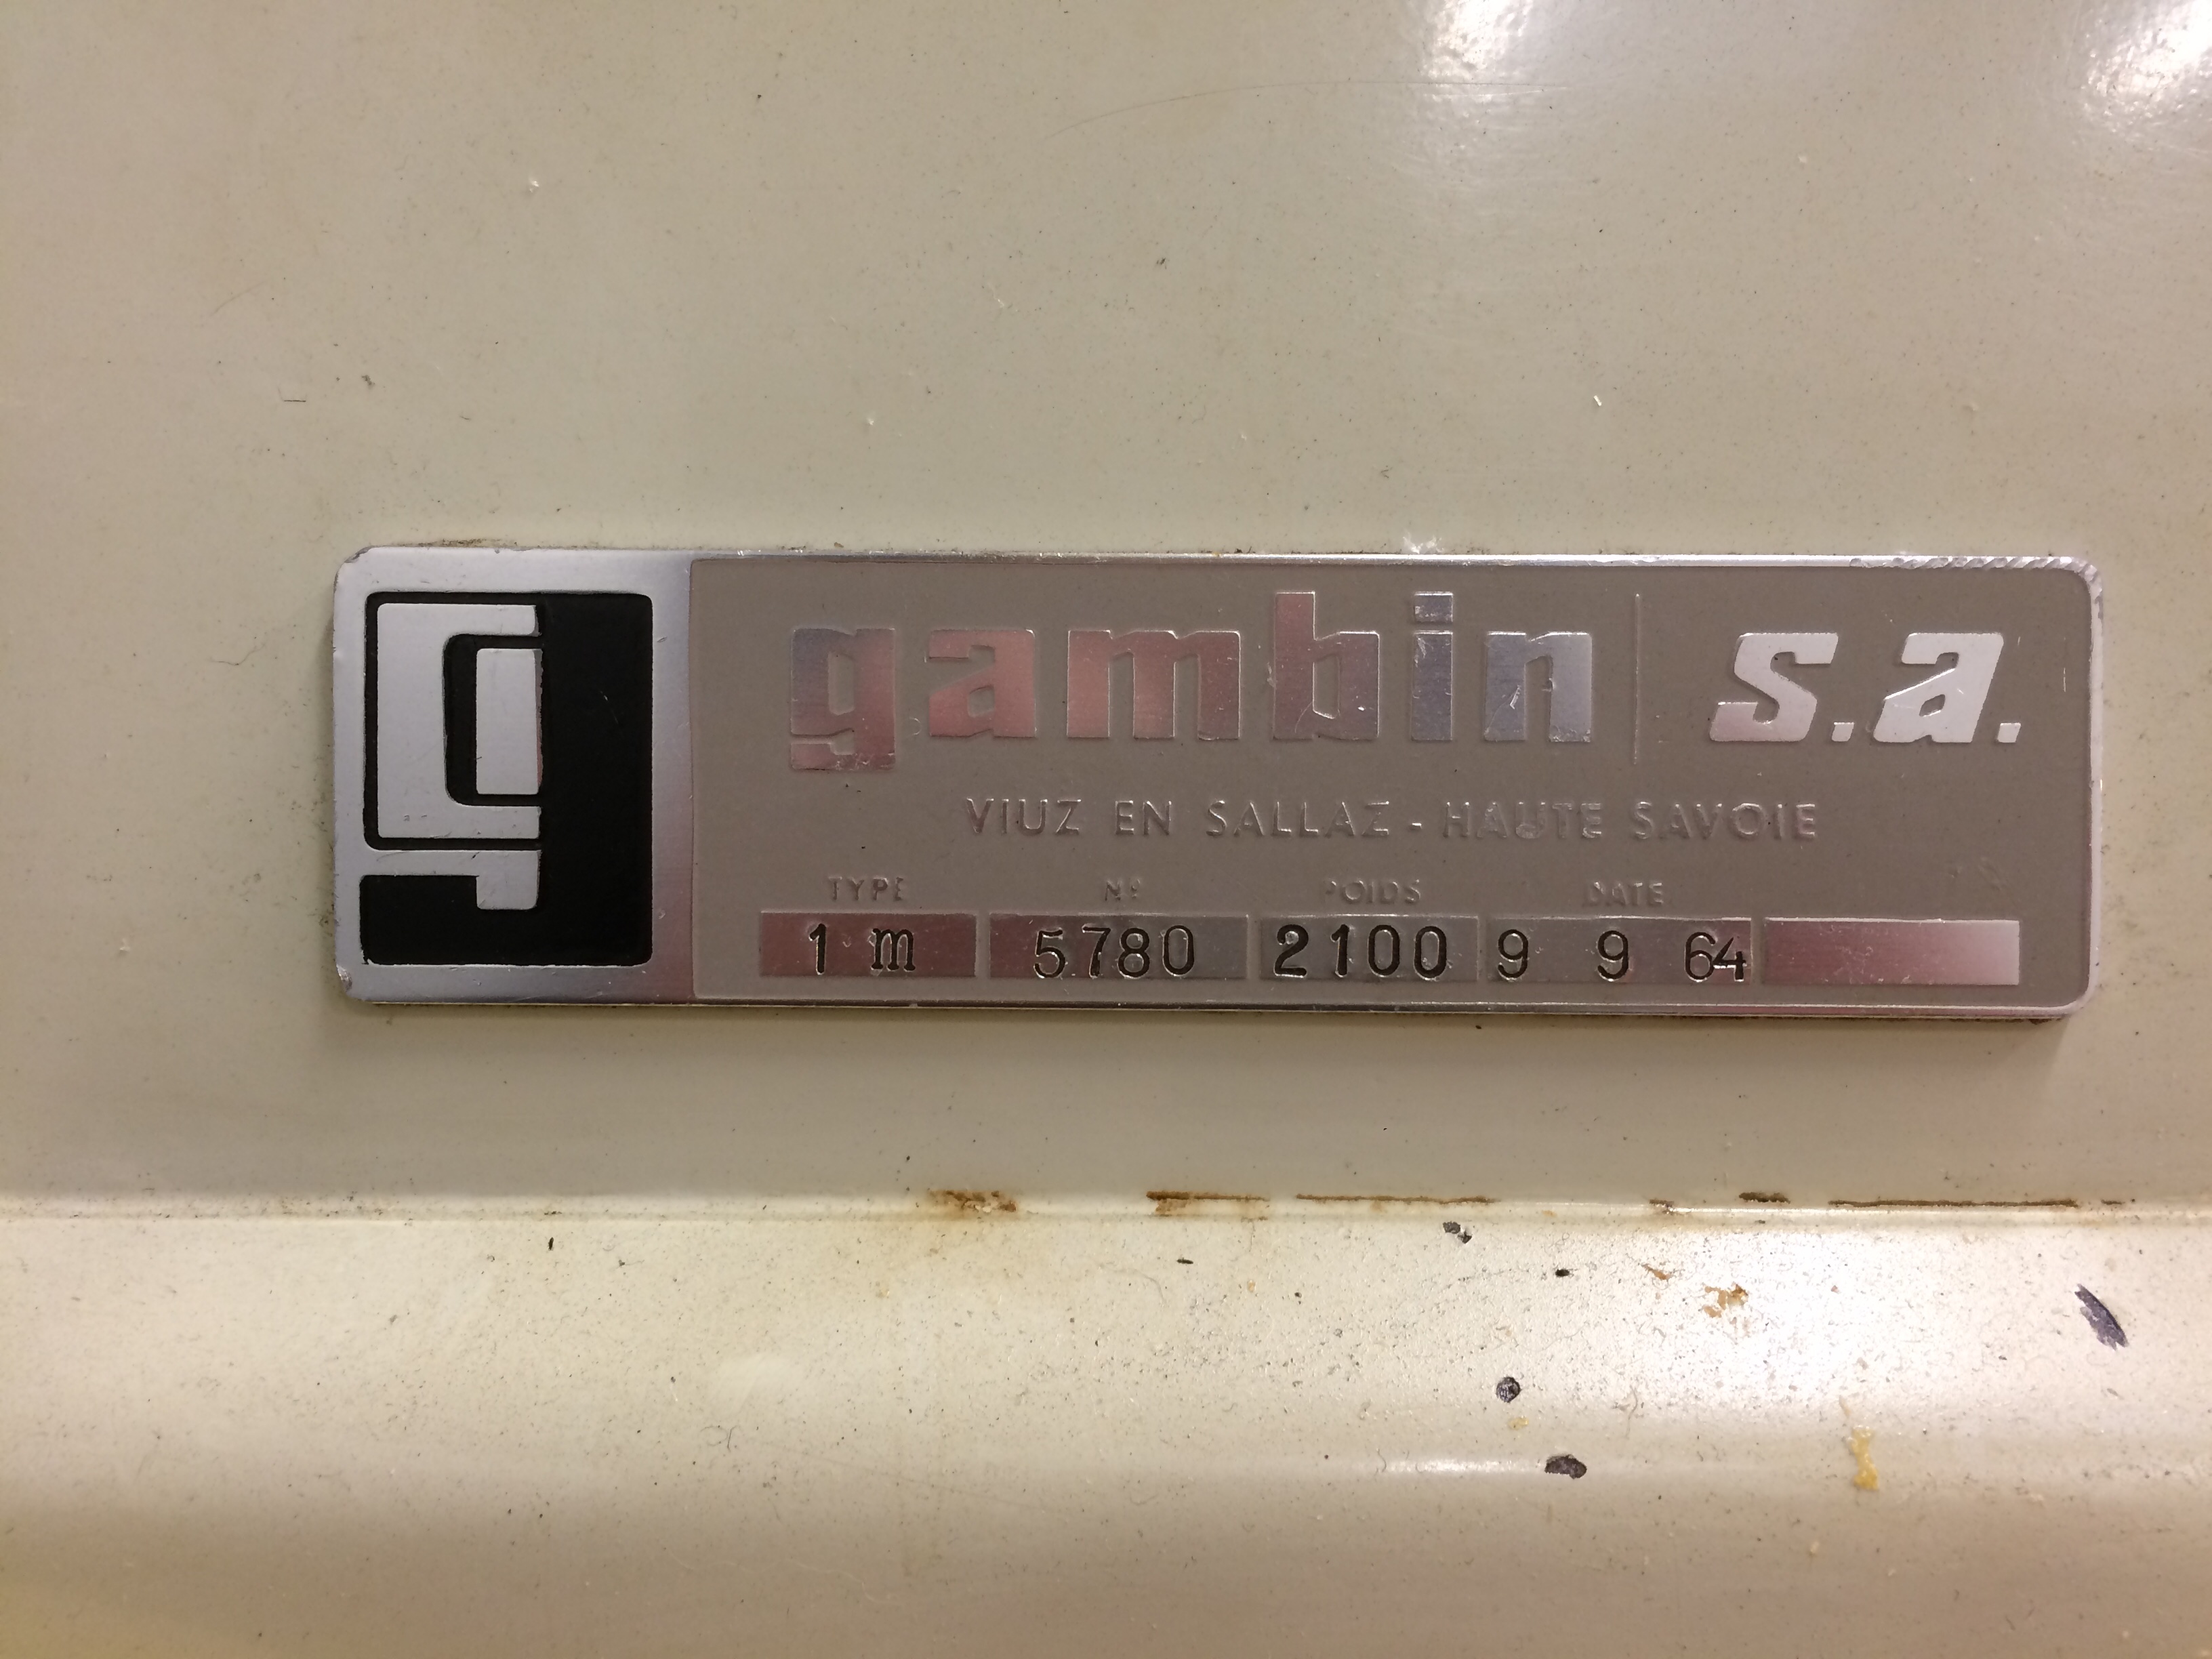 g gambin s.a.
VIUZ EN SALLAZ - HAUTE SAVOIE
TYPE Nº POIDS DATE
1 m 5780 2100 9 9 64